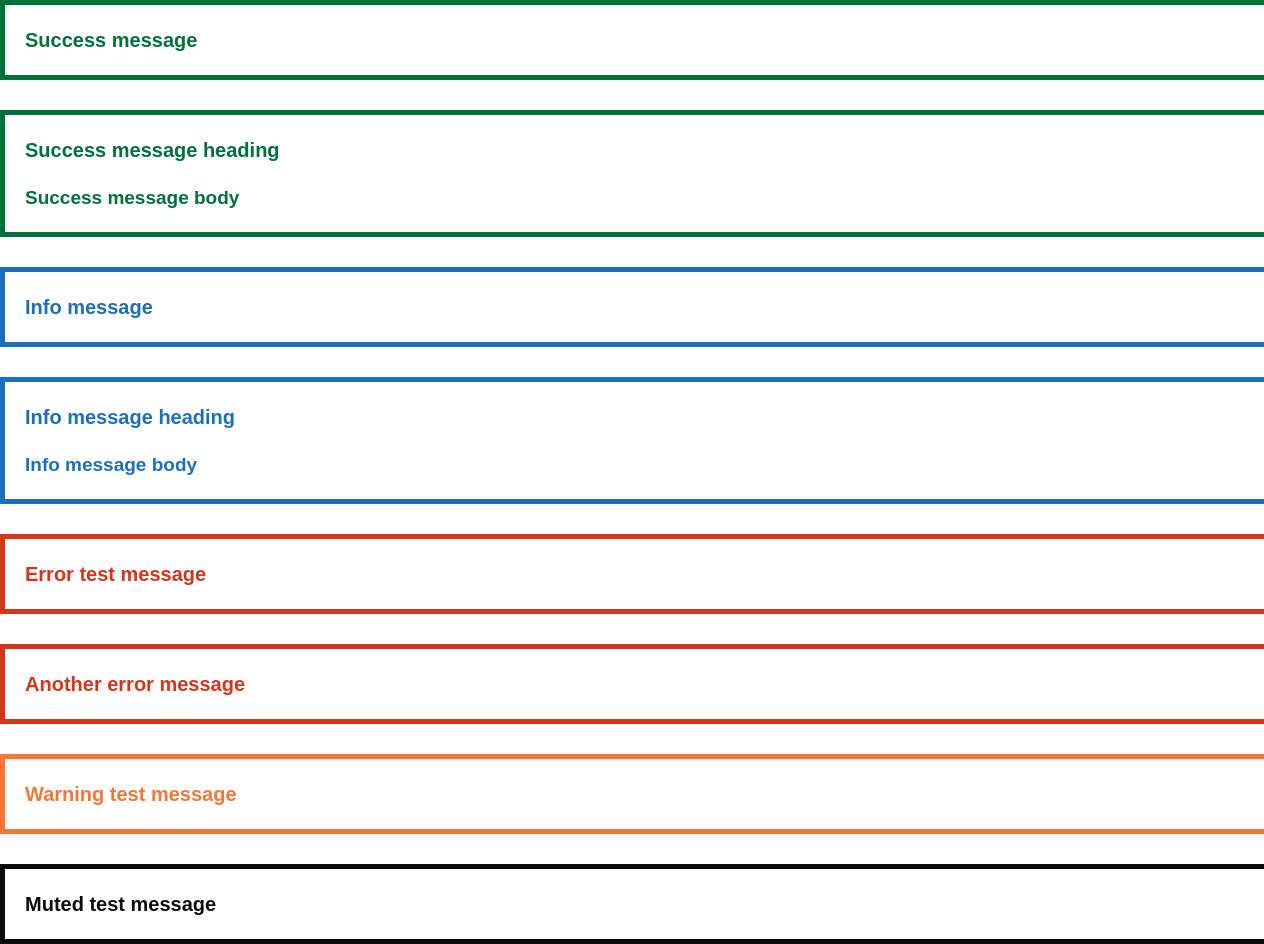 Success message
Success message heading
Success message body
Info message
Info message heading
Info message body
Error test message
Another error message
Warning test message
Muted test message